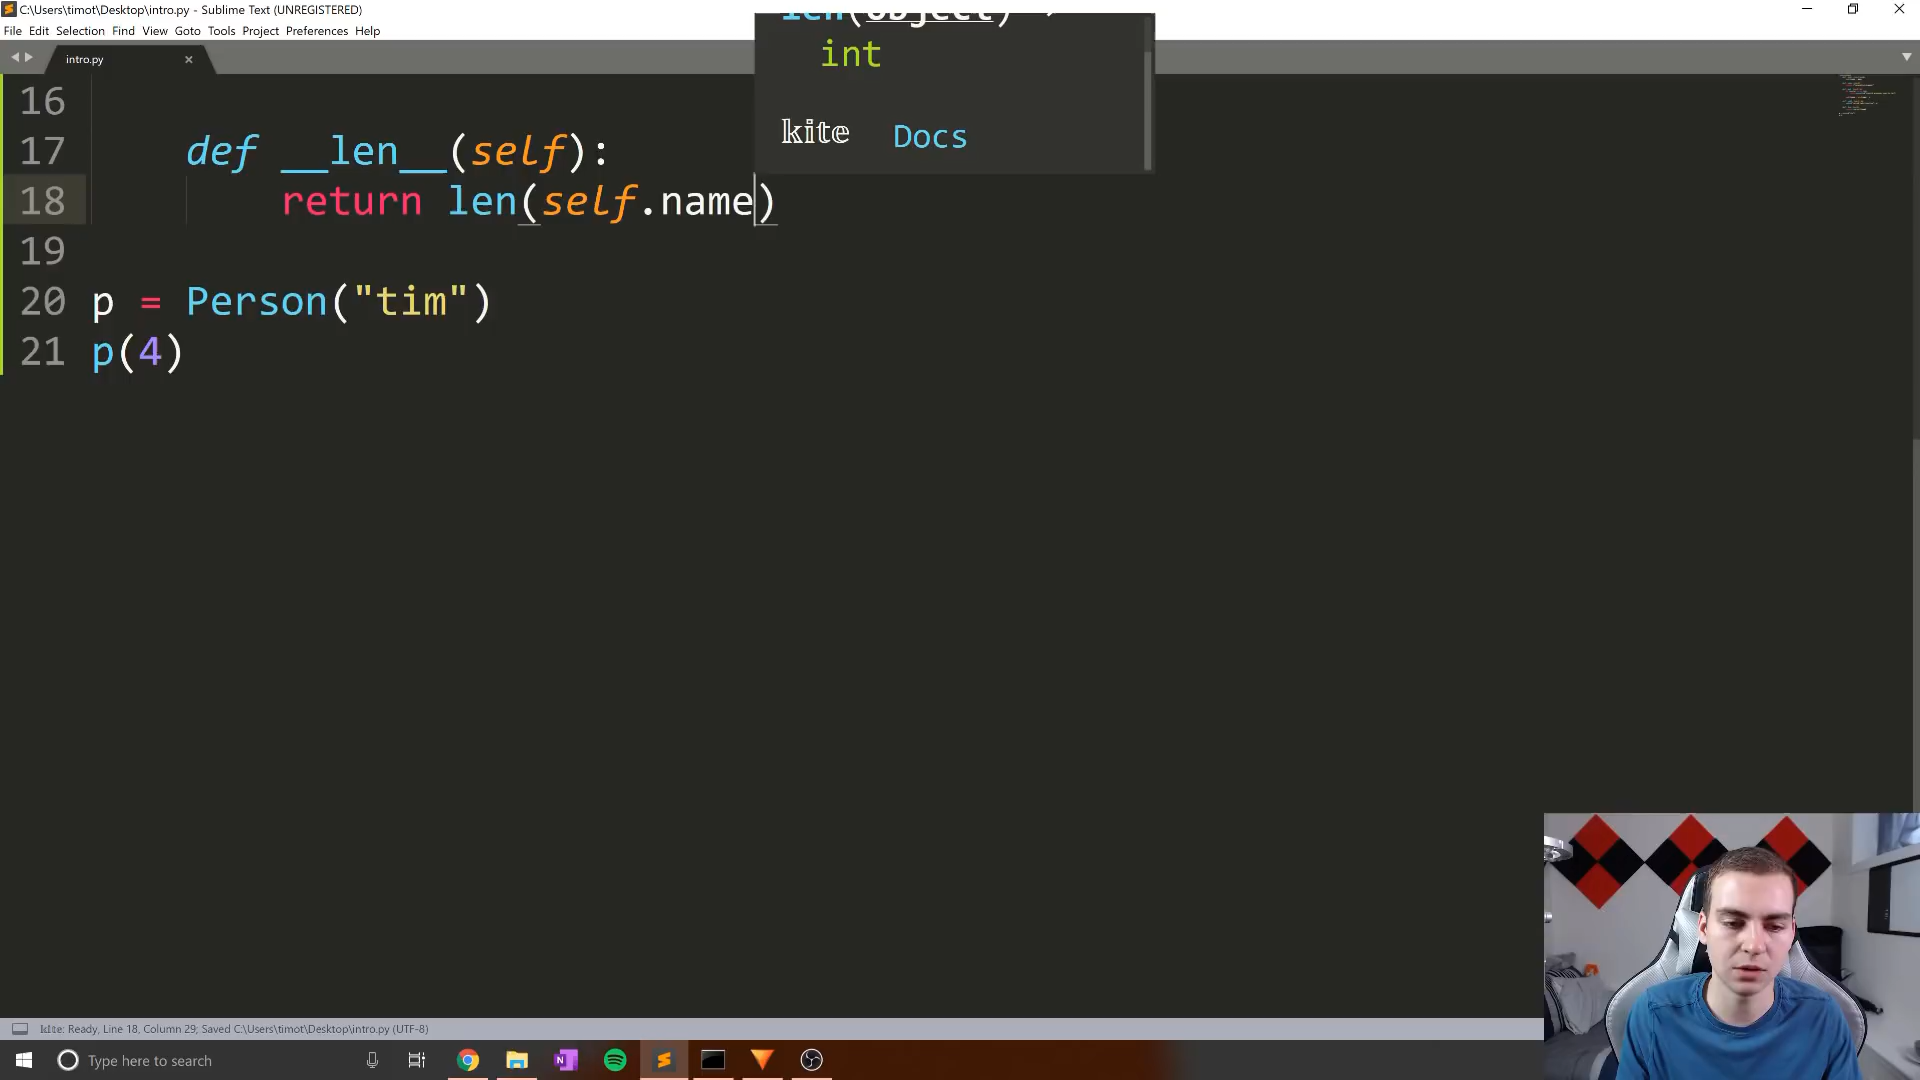 C:\Users\timot\Desktop\intro.py - Sublime Text (UNREGISTERED)
File Edit Selection Find View Goto Tools Project Preferences Help
intro.py ×
len(object) ->
int
kite Docs
16
17 def __len__(self):
18 return len(self.name)
19
20 p = Person("tim")
21 p(4)
kite: Ready, Line 18, Column 29; Saved C:\Users\timot\Desktop\intro.py (UTF-8)
Type here to search